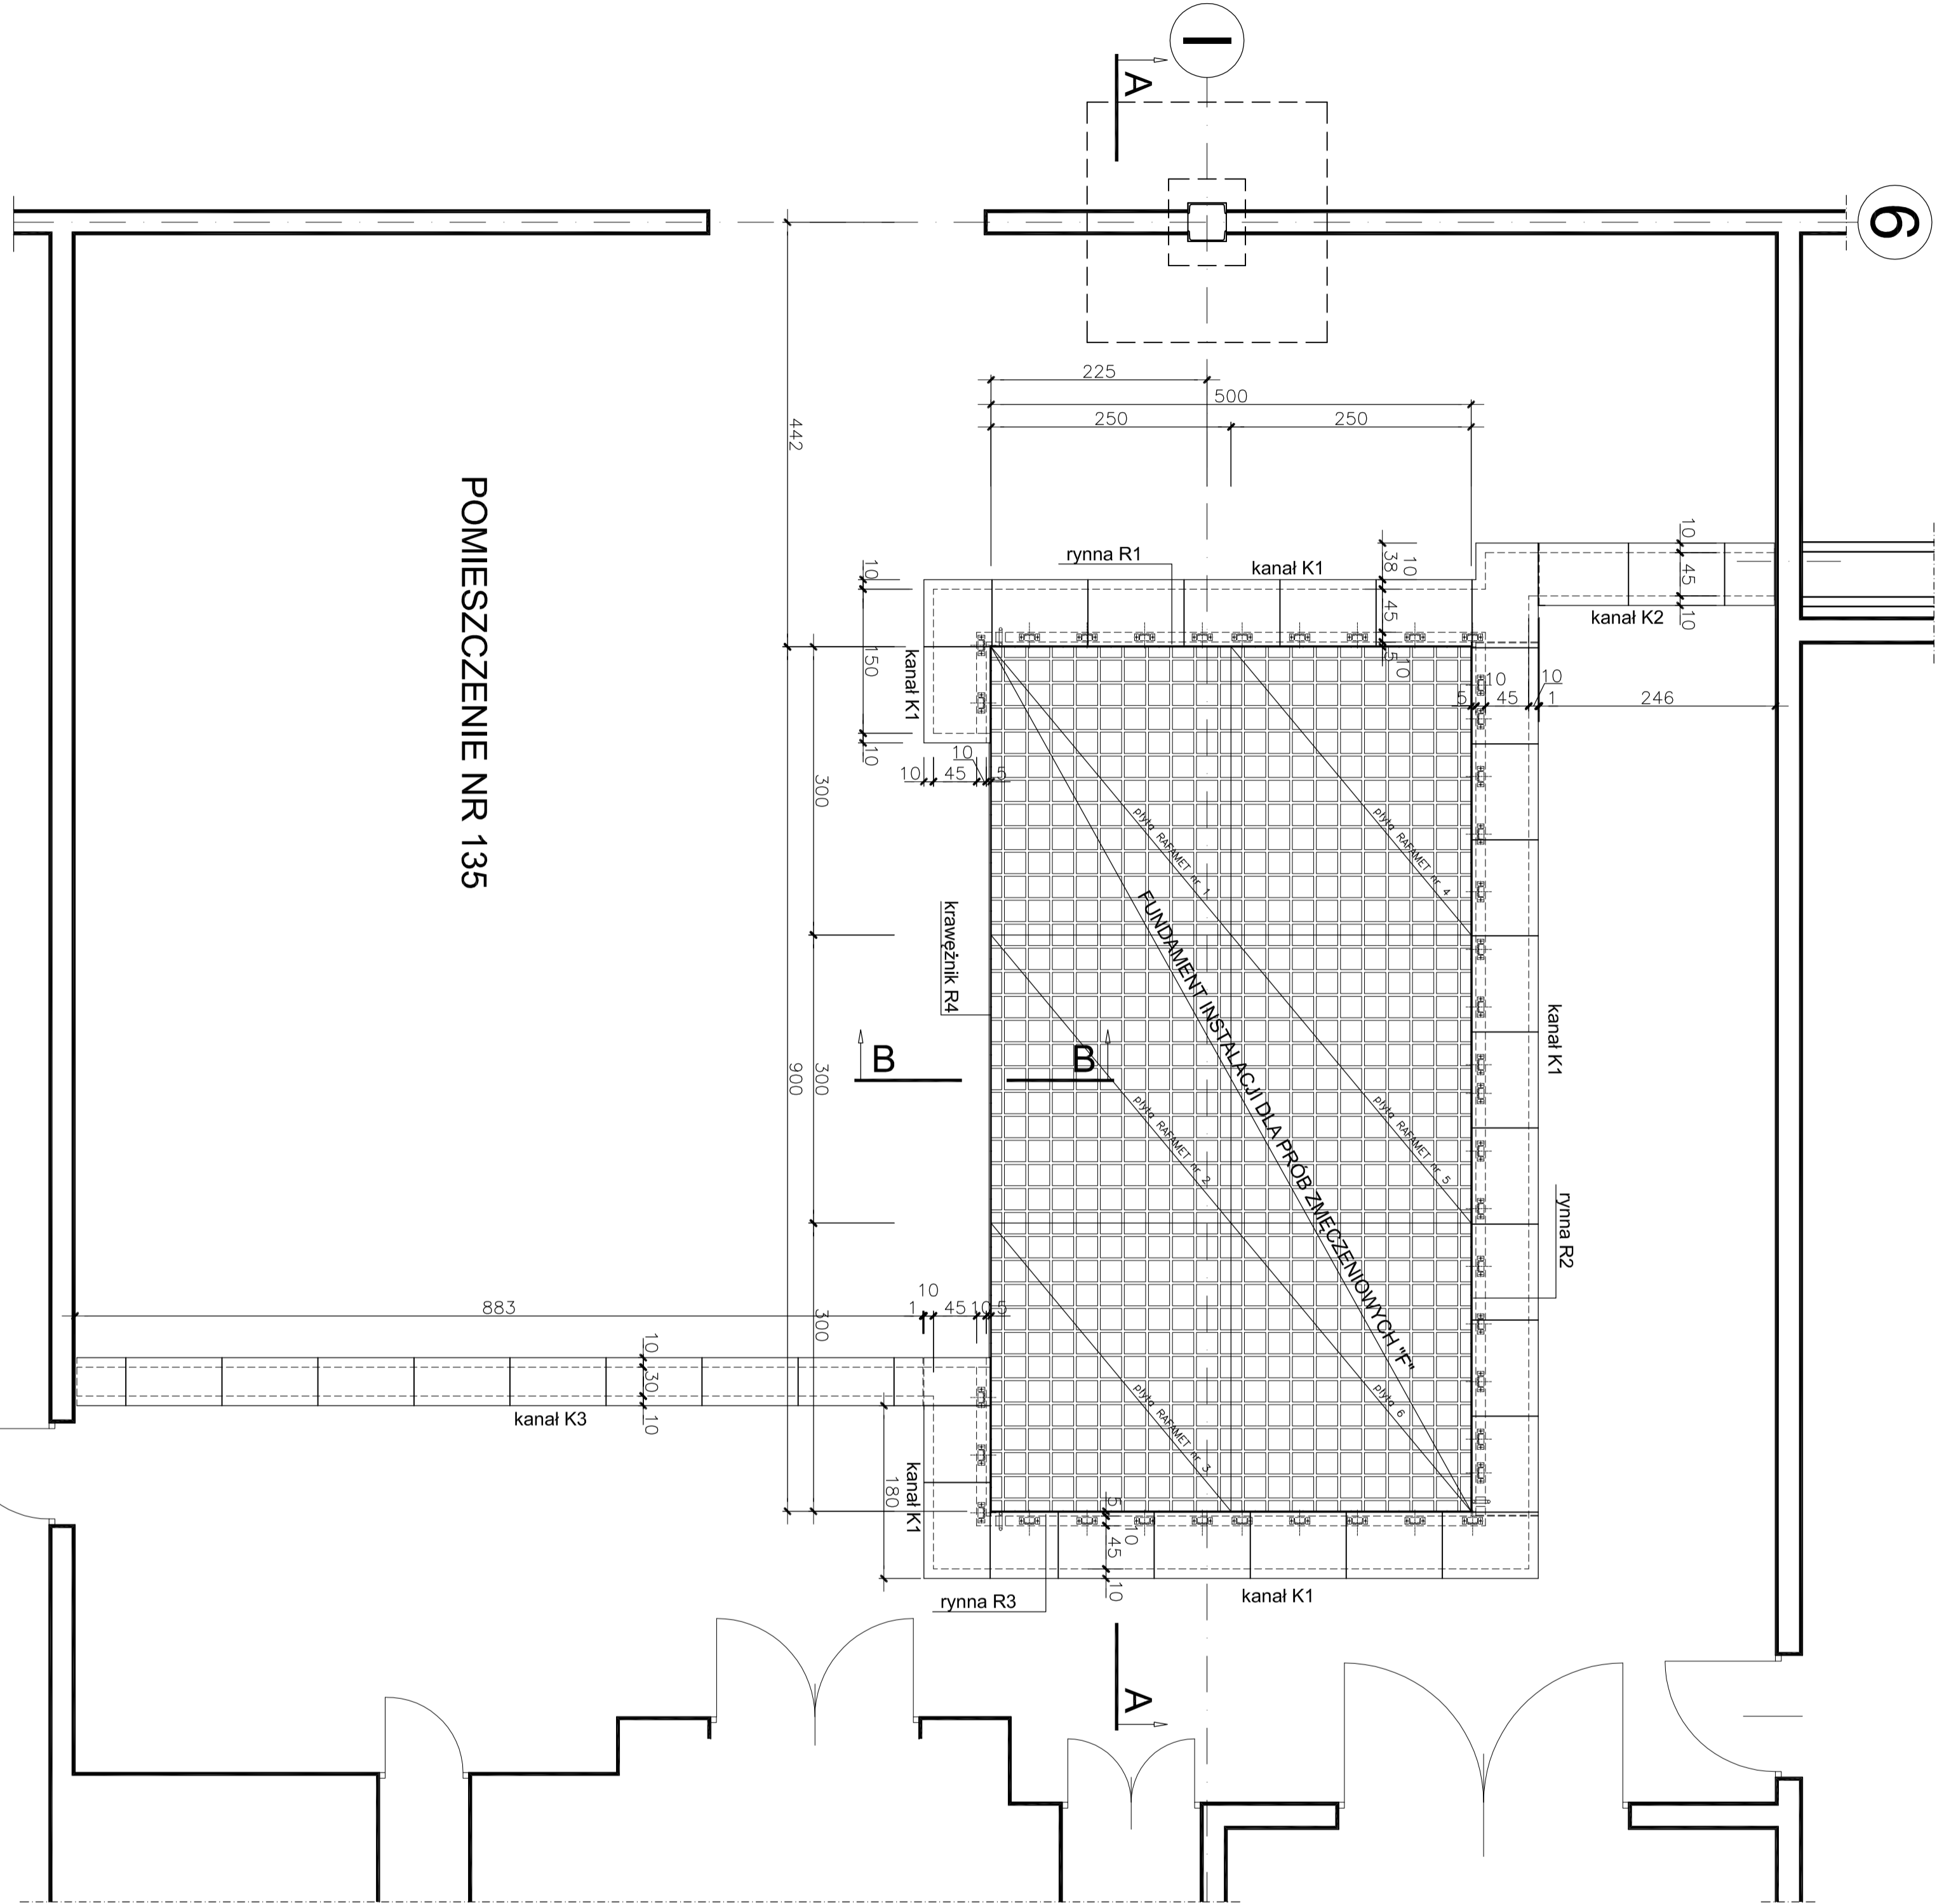 I
6
A
225
500
250
250
442
10
38
10
45
5
10
rynna R1
kanał K1
10
45
10
kanał K2
10
150
10
kanał K1
10
45
10
5
5
10
45
10
1
246
POMIESZCZENIE NR 135
300
300
900
300
płyta RAFAMET nr 1
płyta RAFAMET nr 4
FUNDAMENT INSTALACJI DLA PRÓB ZMĘCZENIOWYCH "F"
krawężnik R4
kanał K1
B
B
płyta RAFAMET nr 2
płyta RAFAMET nr 5
rynna R2
883
10
1
45
10
5
10
30
10
kanał K3
płyta RAFAMET nr 3
płyta 6
kanał K1
180
5
10
45
10
rynna R3
kanał K1
A